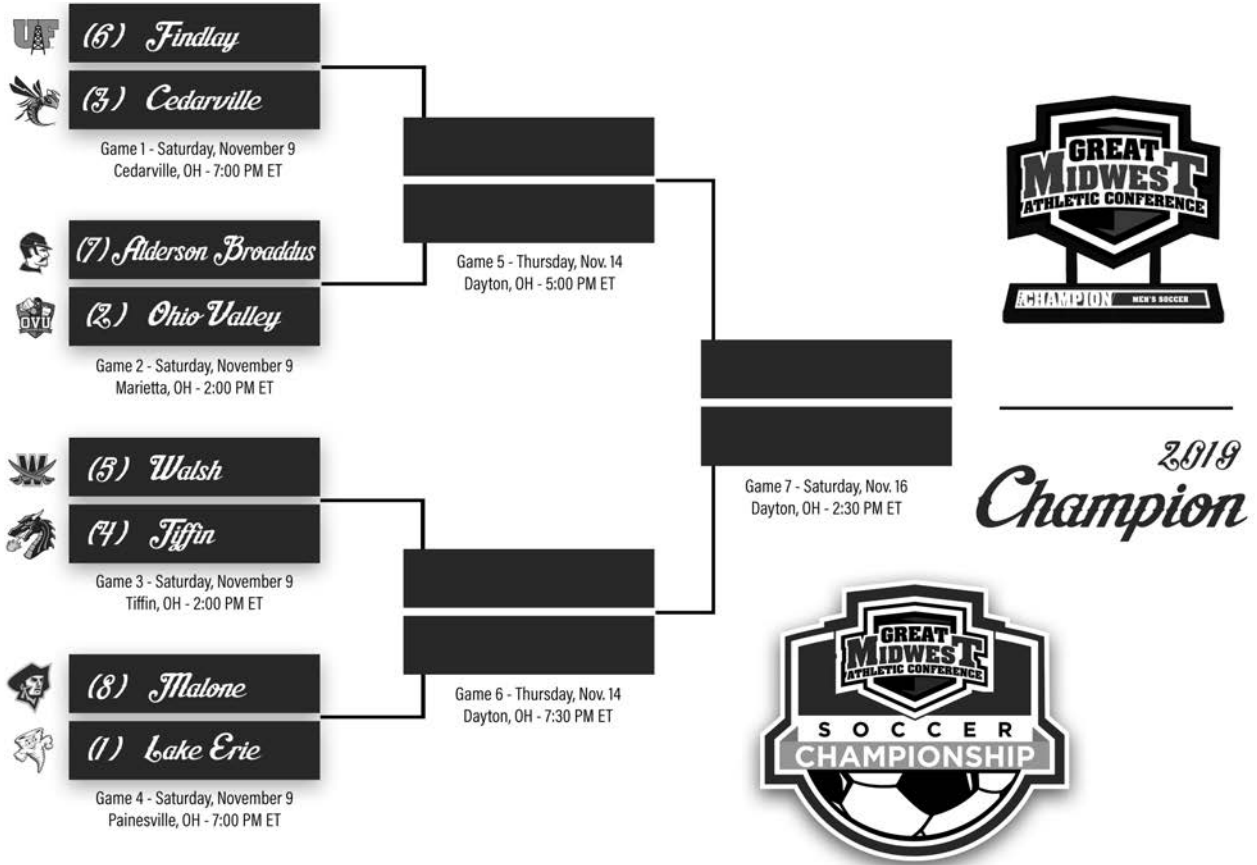 UF
(6) Findlay
(3) Cedarville
Game 1 - Saturday, November 9
Cedarville, OH - 7:00 PM ET
(7) Alderson Broaddus
OVU
(2) Ohio Valley
Game 2 - Saturday, November 9
Marietta, OH - 2:00 PM ET
W
(5) Walsh
(4) Tiffin
Game 3 - Saturday, November 9
Tiffin, OH - 2:00 PM ET
(8) Malone
(1) Lake Erie
Game 4 - Saturday, November 9
Painesville, OH - 7:00 PM ET
Game 5 - Thursday, Nov. 14
Dayton, OH - 5:00 PM ET
Game 6 - Thursday, Nov. 14
Dayton, OH - 7:30 PM ET
Game 7 - Saturday, Nov. 16
Dayton, OH - 2:30 PM ET
GREAT
MIDWEST
ATHLETIC CONFERENCE
CHAMPION MEN'S SOCCER
2019
Champion
GREAT
MIDWEST
ATHLETIC CONFERENCE
SOCCER
CHAMPIONSHIP